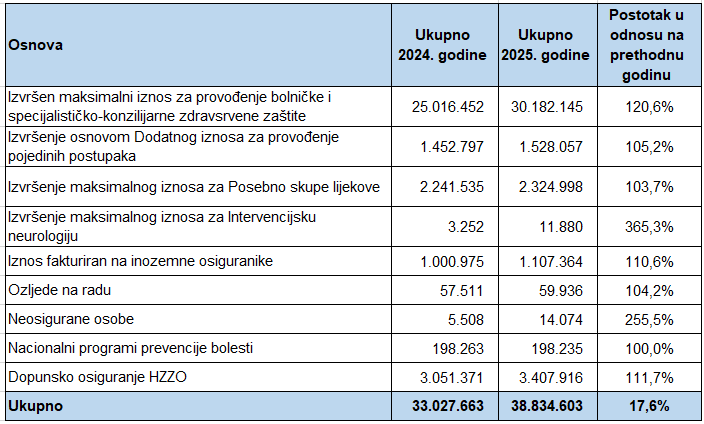 Osnova
Ukupno
2024. godine
Ukupno
2025. godine
Postotak u
odnosu na
prethodnu
godinu
Izvršen maksimalni iznos za provođenje bolničke i
specijalističko-konzilijarne zdravsrvene zaštite
25.016.452
30.182.145
120,6%
Izvršenje osnovom Dodatnog iznosa za provođenje
pojedinih postupaka
1.452.797
1.528.057
105,2%
Izvršenje maksimalnog iznosa za Posebno skupe lijekove
2.241.535
2.324.998
103,7%
Izvršenje maksimalnog iznosa za Intervencijsku
neurologiju
3.252
11.880
365,3%
Iznos fakturiran na inozemne osiguranike
1.000.975
1.107.364
110,6%
Ozljede na radu
57.511
59.936
104,2%
Neosigurane osobe
5.508
14.074
255,5%
Nacionalni programi prevencije bolesti
198.263
198.235
100,0%
Dopunsko osiguranje HZZO
3.051.371
3.407.916
111,7%
Ukupno
33.027.663
38.834.603
17,6%